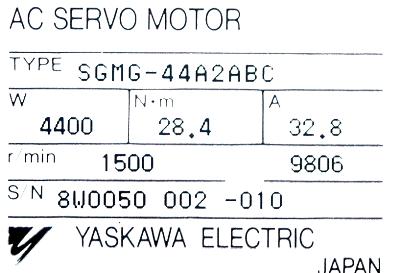 AC SERVO MOTOR
TYPE SGMG-44A2ABC
W N·m A
4400 28.4 32.8
r/min 1500 9806
S/N 8W0050 002 -010
YASKAWA ELECTRIC
JAPAN